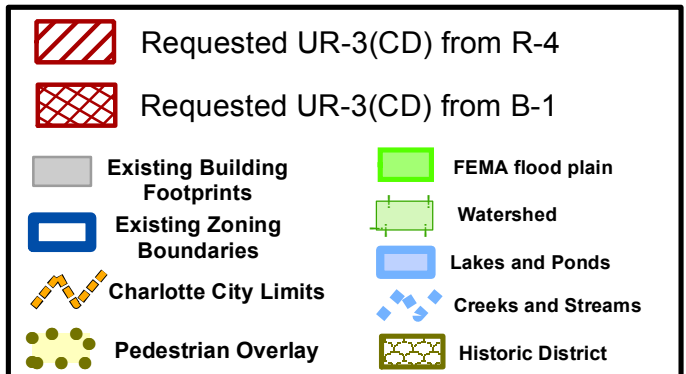 Requested UR-3(CD) from R-4
Requested UR-3(CD) from B-1
Existing Building
Footprints
Existing Zoning
Boundaries
Charlotte City Limits
Pedestrian Overlay
FEMA flood plain
Watershed
Lakes and Ponds
Creeks and Streams
Historic District